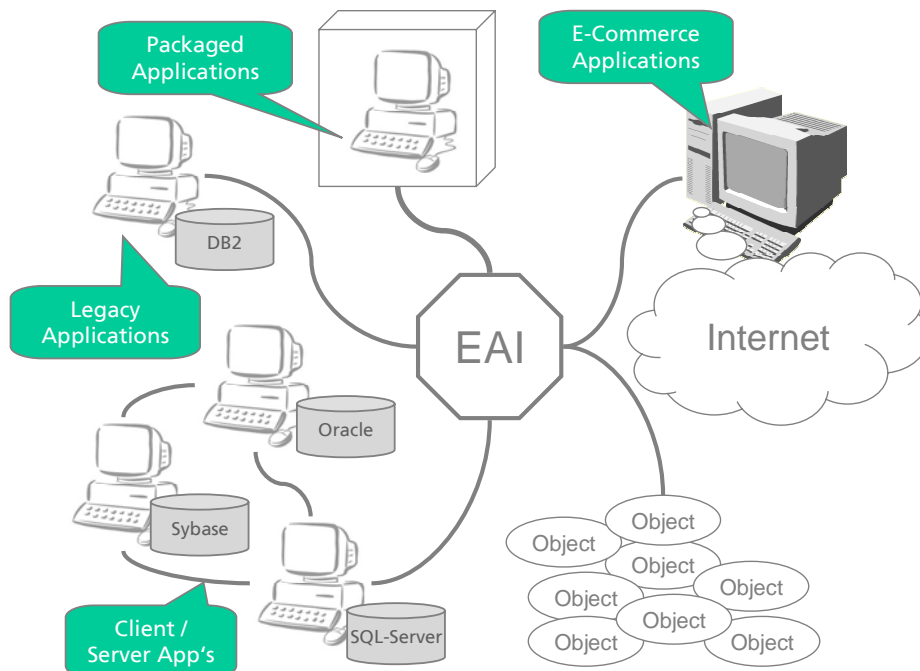 Packaged
Applications
E-Commerce
Applications
DB2
Legacy
Applications
EAI
Internet
Oracle
Sybase
SQL-Server
Client /
Server App's
Object
Object
Object
Object
Object
Object
Object
Object